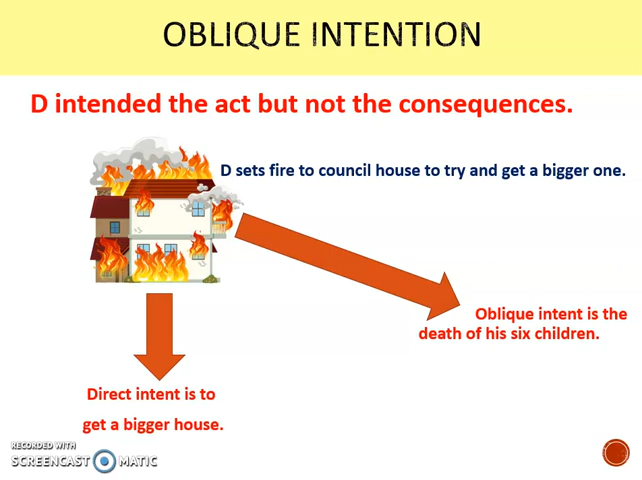 OBLIQUE INTENTION
D intended the act but not the consequences.
D sets fire to council house to try and get a bigger one.
Oblique intent is the
death of his six children.
Direct intent is to
get a bigger house.
RECORDED WITH
SCREENCAST MATIC